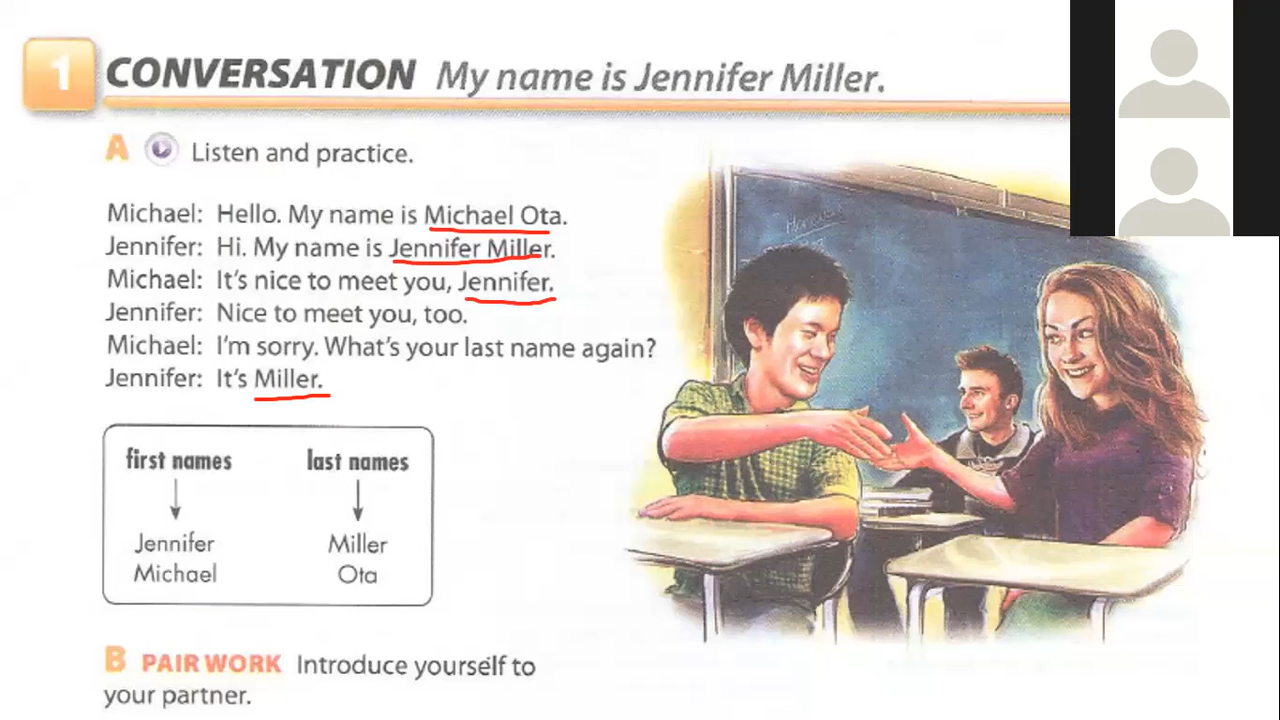 1 CONVERSATION My name is Jennifer Miller.
A Listen and practice.
Michael: Hello. My name is Michael Ota.
Jennifer: Hi. My name is Jennifer Miller.
Michael: It's nice to meet you, Jennifer.
Jennifer: Nice to meet you, too.
Michael: I'm sorry. What's your last name again?
Jennifer: It's Miller.
first names last names
Jennifer Miller
Michael Ota
B PAIR WORK Introduce yourself to
your partner.